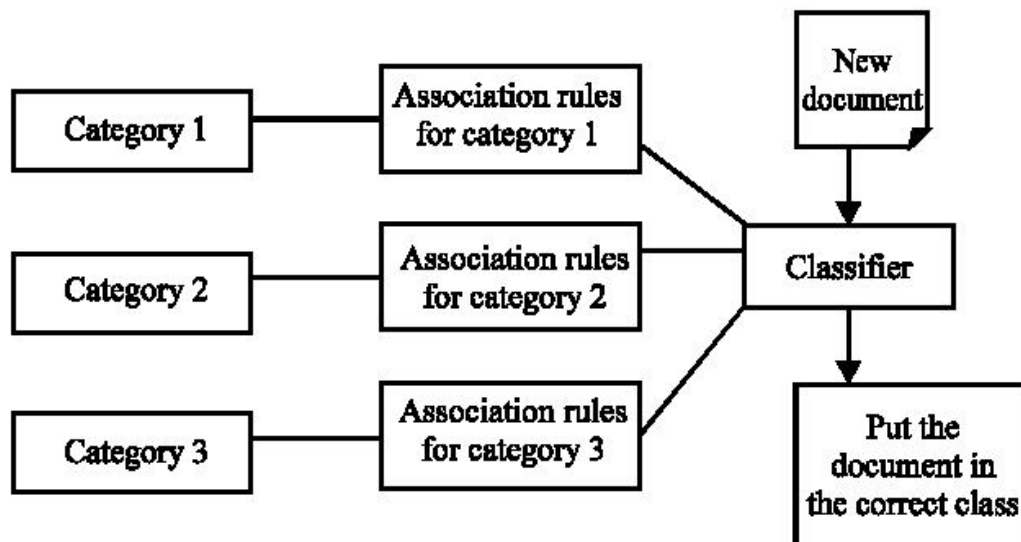 Category 1
Association rules
for category 1
New
document
Category 2
Association rules
for category 2
Classifier
Category 3
Association rules
for category 3
Put the
document in
the correct class